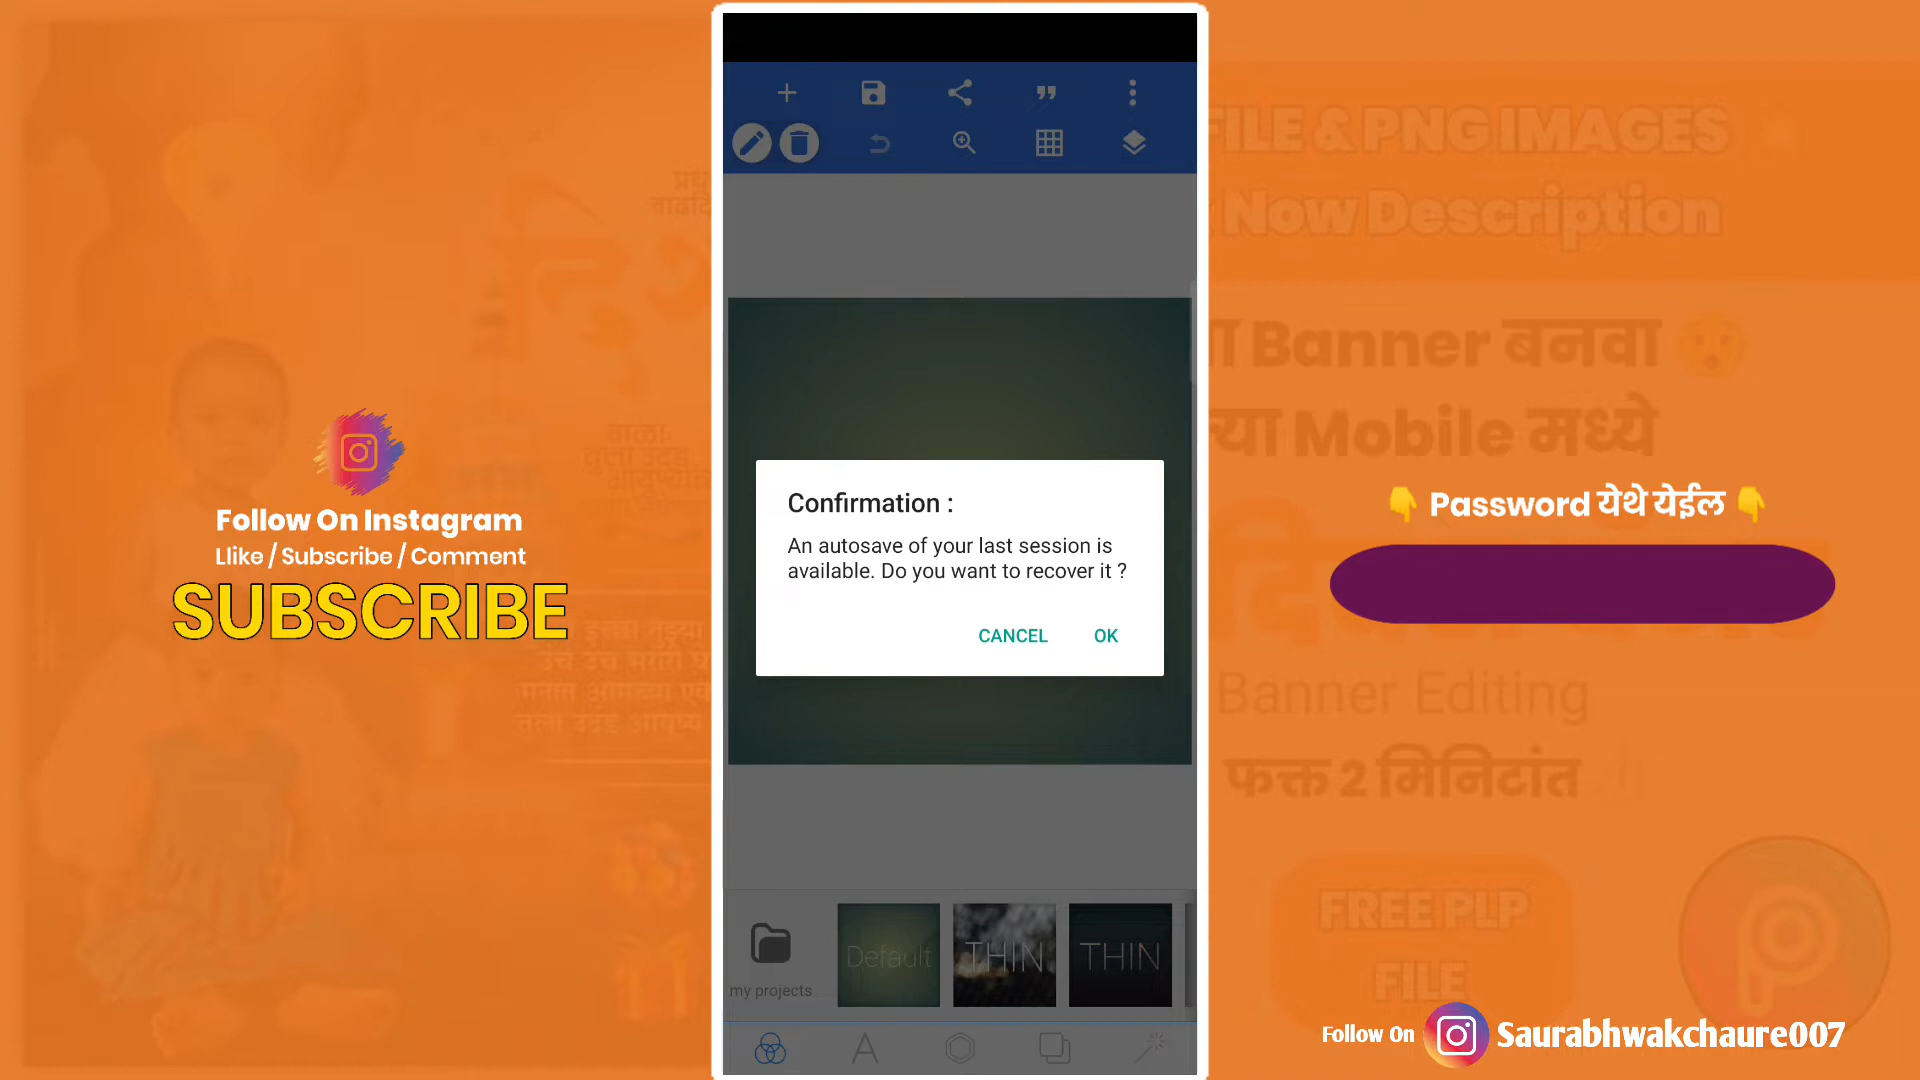 Follow On Instagram
Llike / Subscribe / Comment
SUBSCRIBE
Confirmation :
An autosave of your last session is
available. Do you want to recover it ?
CANCEL OK
Default
THIN
THIN
my projects
FILE & PNG IMAGES
Now Description
Banner बनवा
Mobile मध्ये
👇 Password येथे येईल 👇
Banner Editing
फक्त 2 मिनिटांत
FREE PLP
FILE
Follow On Saurabhwakchaure007